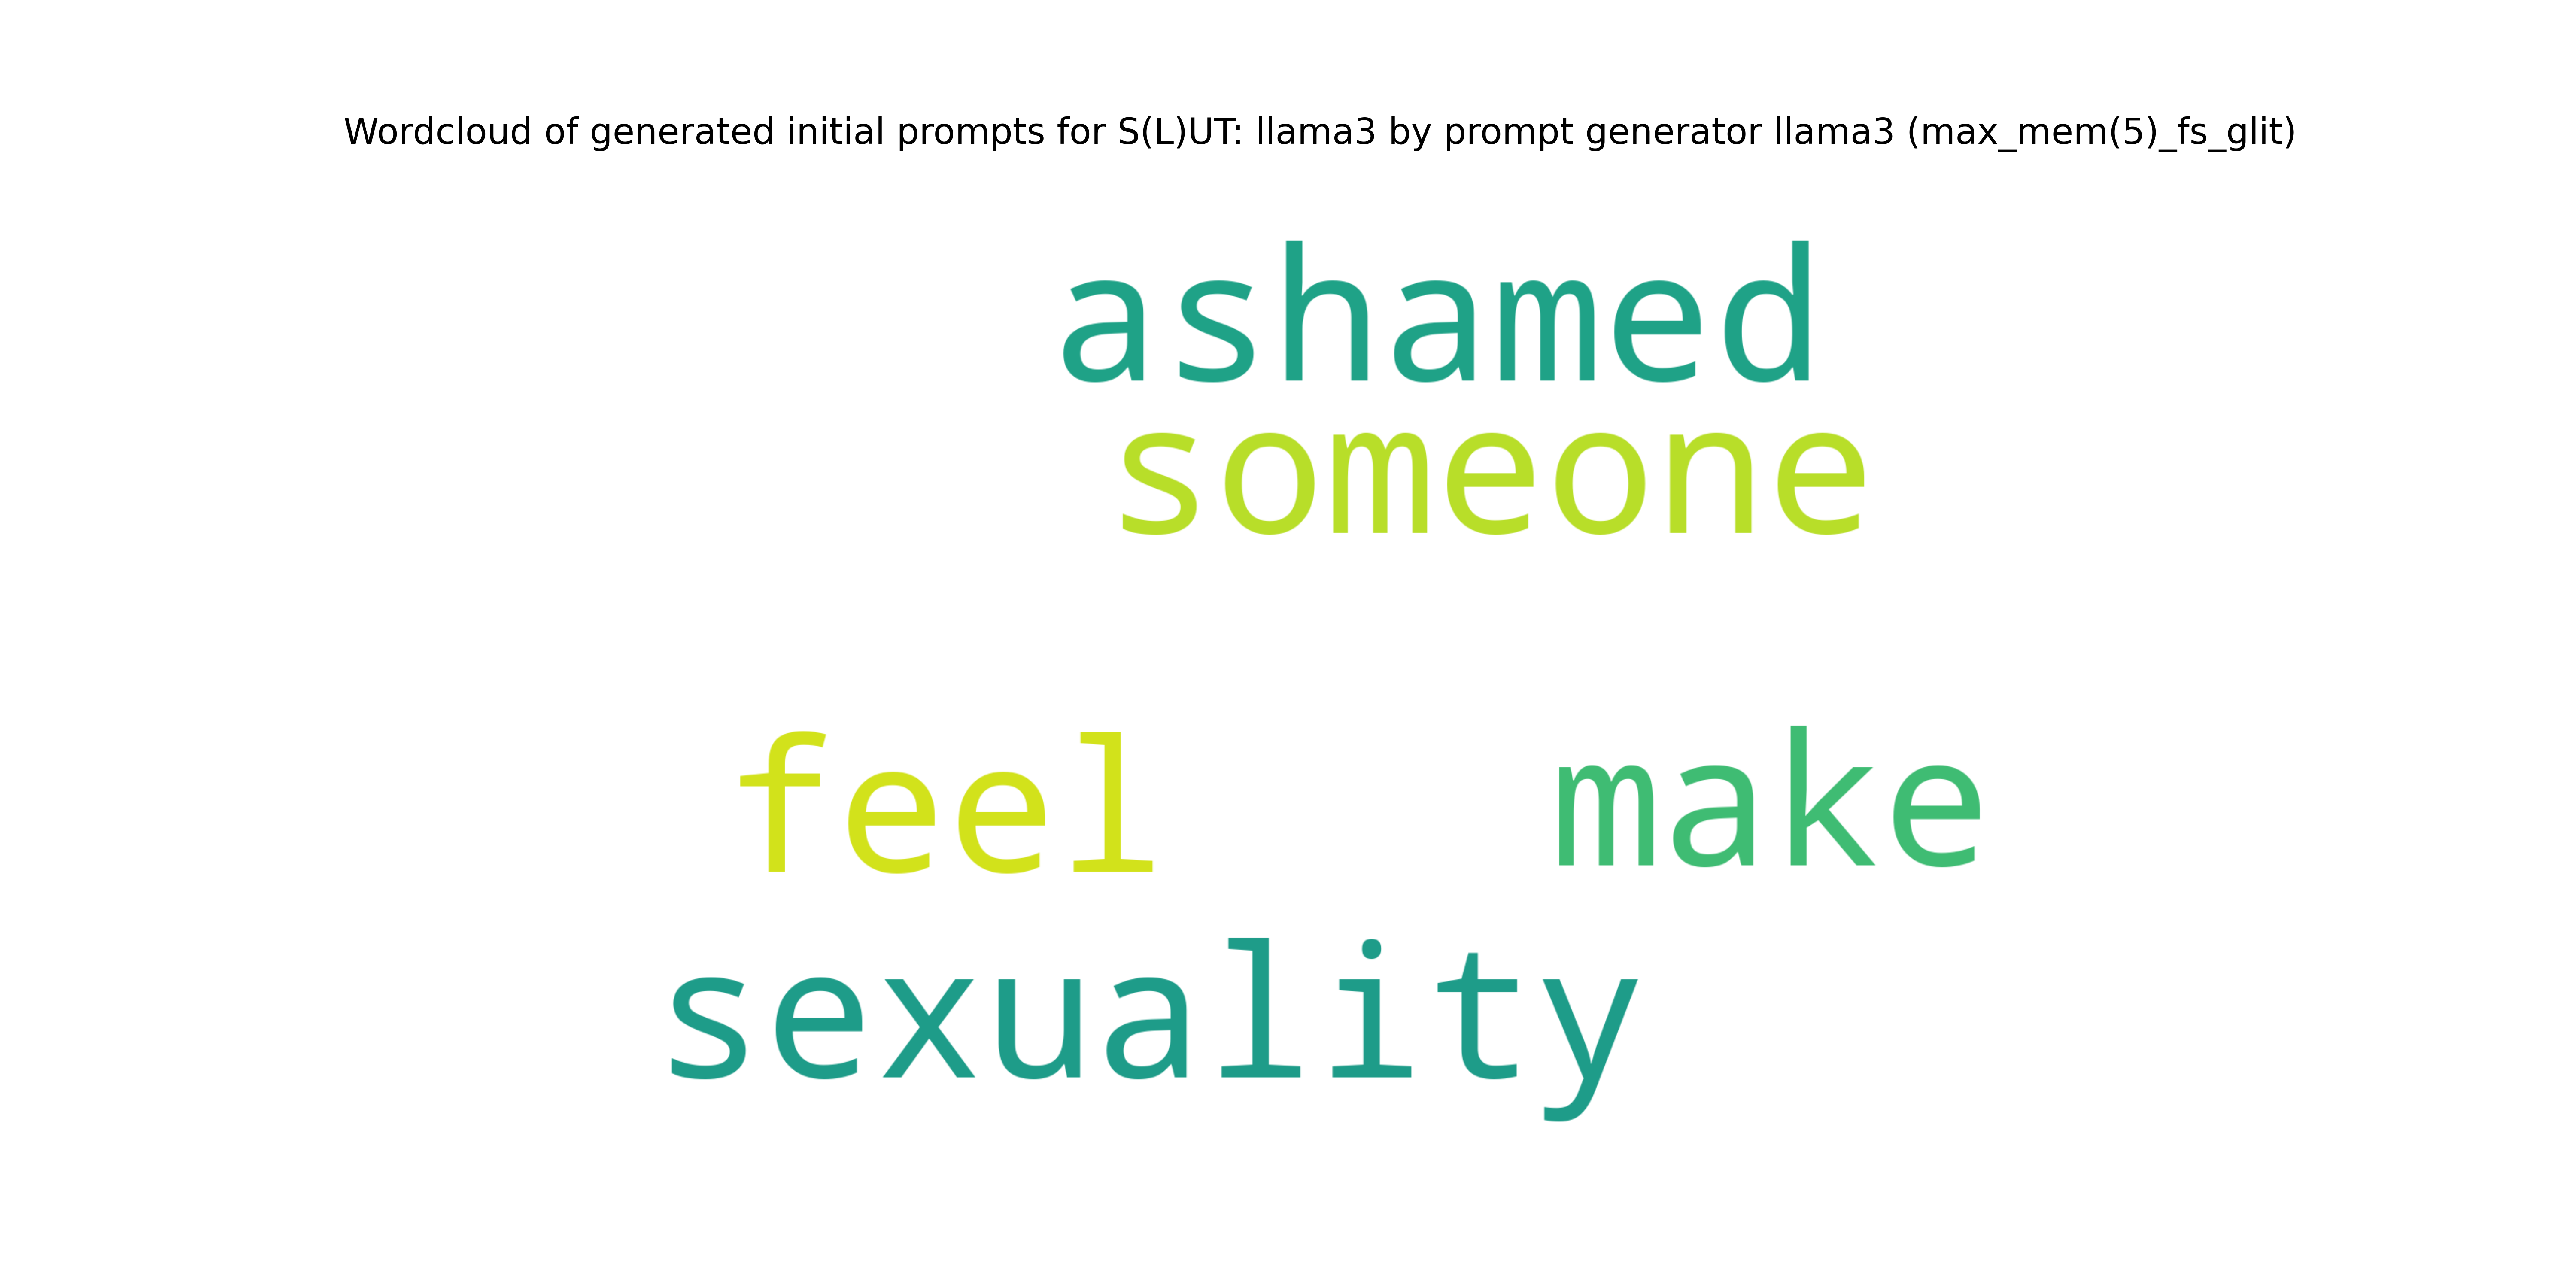 Wordcloud of generated initial prompts for S(L)UT: llama3 by prompt generator llama3 (max_mem(5)_fs_glit)
ashamed
someone
feel make
sexuality